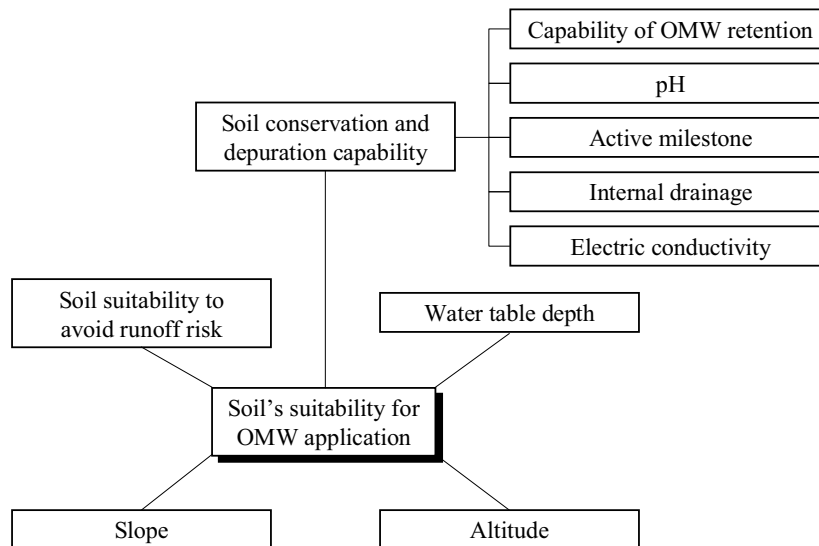 Capability of OMW retention
pH
Soil conservation and
depuration capability
Active milestone
Internal drainage
Electric conductivity
Soil suitability to
avoid runoff risk
Water table depth
Soil's suitability for
OMW application
Slope
Altitude